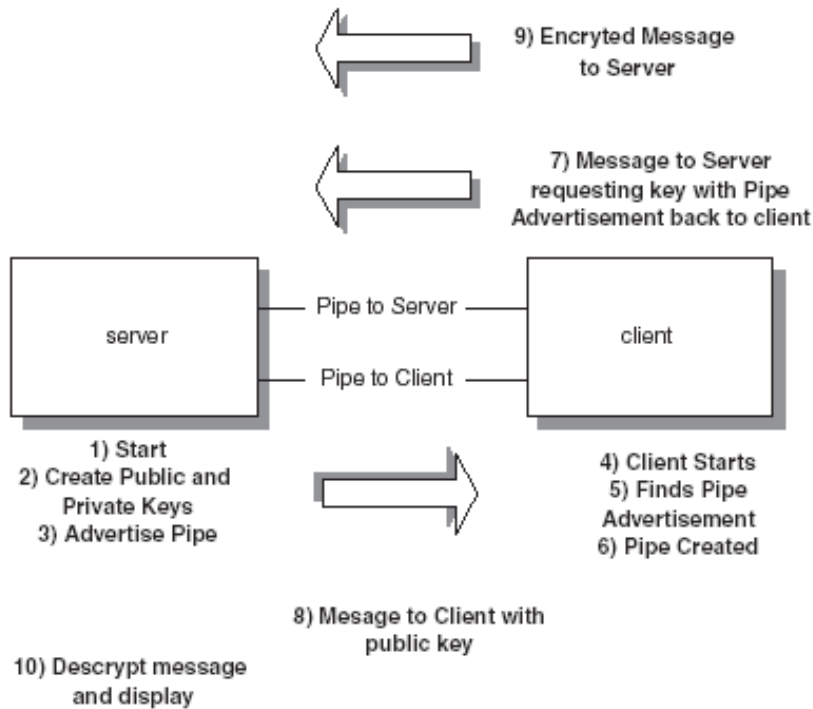 9) Encryted Message
to Server
7) Message to Server
requesting key with Pipe
Advertisement back to client
server
Pipe to Server
client
Pipe to Client
1) Start
2) Create Public and
Private Keys
3) Advertise Pipe
4) Client Starts
5) Finds Pipe
Advertisement
6) Pipe Created
8) Mesage to Client with
public key
10) Descrypt message
and display